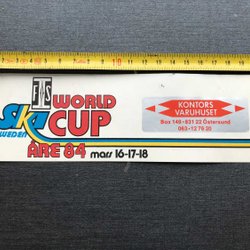 FIS
WORLD
SKI CUP
SWEDEN
ÅRE 84 mars 16-17-18
KONTORS
VARUHUSET
Box 148 - 831 22 Östersund
063-12 79 20